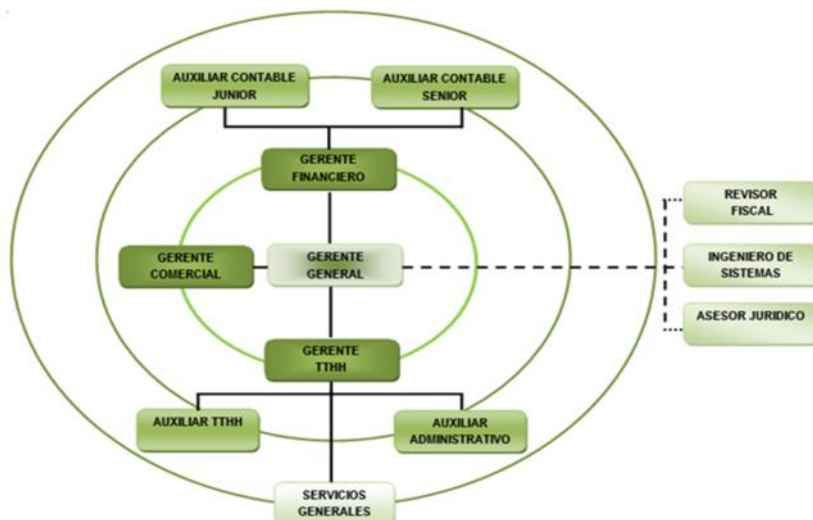 AUXILIAR CONTABLE
JUNIOR
AUXILIAR CONTABLE
SENIOR
GERENTE
FINANCIERO
REVISOR
FISCAL
GERENTE
COMERCIAL
GERENTE
GENERAL
INGENIERO DE
SISTEMAS
ASESOR JURIDICO
GERENTE
TTHH
AUXILIAR TTHH
AUXILIAR
ADMINISTRATIVO
SERVICIOS
GENERALES